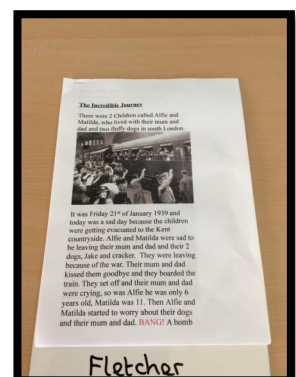 The Incredible Journey
There were 2 Children called Alfie and
Matilda, who lived with their mum and
dad and two fluffy dogs in south London.
It was Friday 21st of January 1939 and
today was a sad day because the children
were getting evacuated to the Kent
countryside. Alfie and Matilda were sad to
be leaving their mum and dad and their 2
dogs, Jake and cracker. They were leaving
because of the war. Their mum and dad
kissed them goodbye and they boarded the
train. They set off and their mum and dad
were crying, so was Alfie he was only 6
years old, Matilda was 11. Then Alfie and
Matilda started to worry about their dogs
and their mum and dad. BANG! A bomb
Fletcher